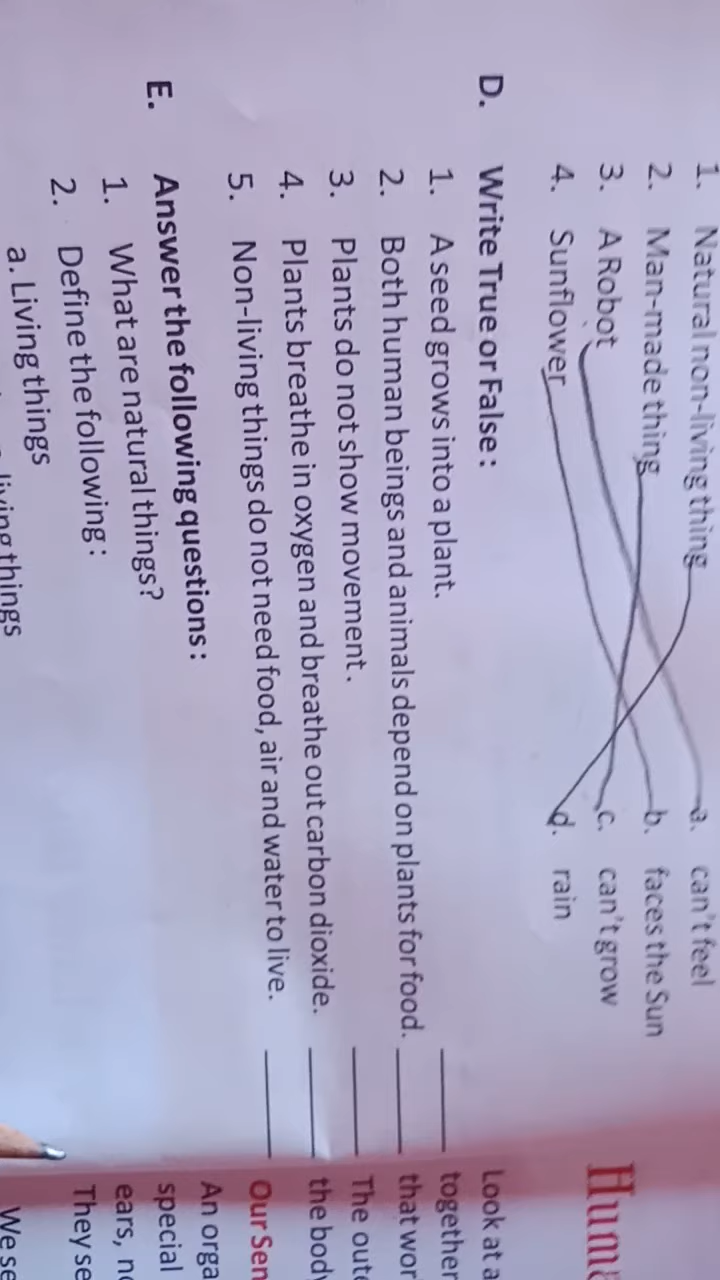 1. Natural non-living thing a. can't feel
2. Man-made thing b. faces the Sun
3. A Robot c. can't grow
4. Sunflower d. rain
D. Write True or False :
1. A seed grows into a plant.
2. Both human beings and animals depend on plants for food.
3. Plants do not show movement.
4. Plants breathe in oxygen and breathe out carbon dioxide.
5. Non-living things do not need food, air and water to live.
E. Answer the following questions :
1. What are natural things?
2. Define the following :
a. Living things
living things
Look at a
together
that
The
the body
Our
An
special
ears,
They
We